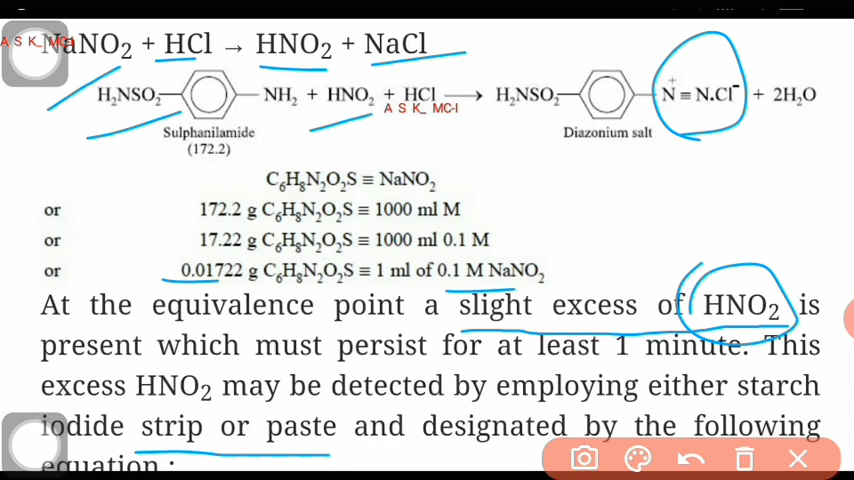 NaNO₂ + HCl → HNO₂ + NaCl
A S K_ MC-I
H₂NSO₂ NH₂ + HNO₂ + HCl → H₂NSO₂ N⁺ ≡ N.Cl⁻ + 2H₂O
A S K_ MC-I
Sulphanilamide Diazonium salt
(172.2)
C₆H₈N₂O₂S ≡ NaNO₂
or 172.2 g C₆H₈N₂O₂S ≡ 1000 ml M
or 17.22 g C₆H₈N₂O₂S ≡ 1000 ml 0.1 M
or 0.01722 g C₆H₈N₂O₂S ≡ 1 ml of 0.1 M NaNO₂
At the equivalence point a slight excess of HNO₂ is
present which must persist for at least 1 minute. This
excess HNO₂ may be detected by employing either starch
iodide strip or paste and designated by the following
equation :